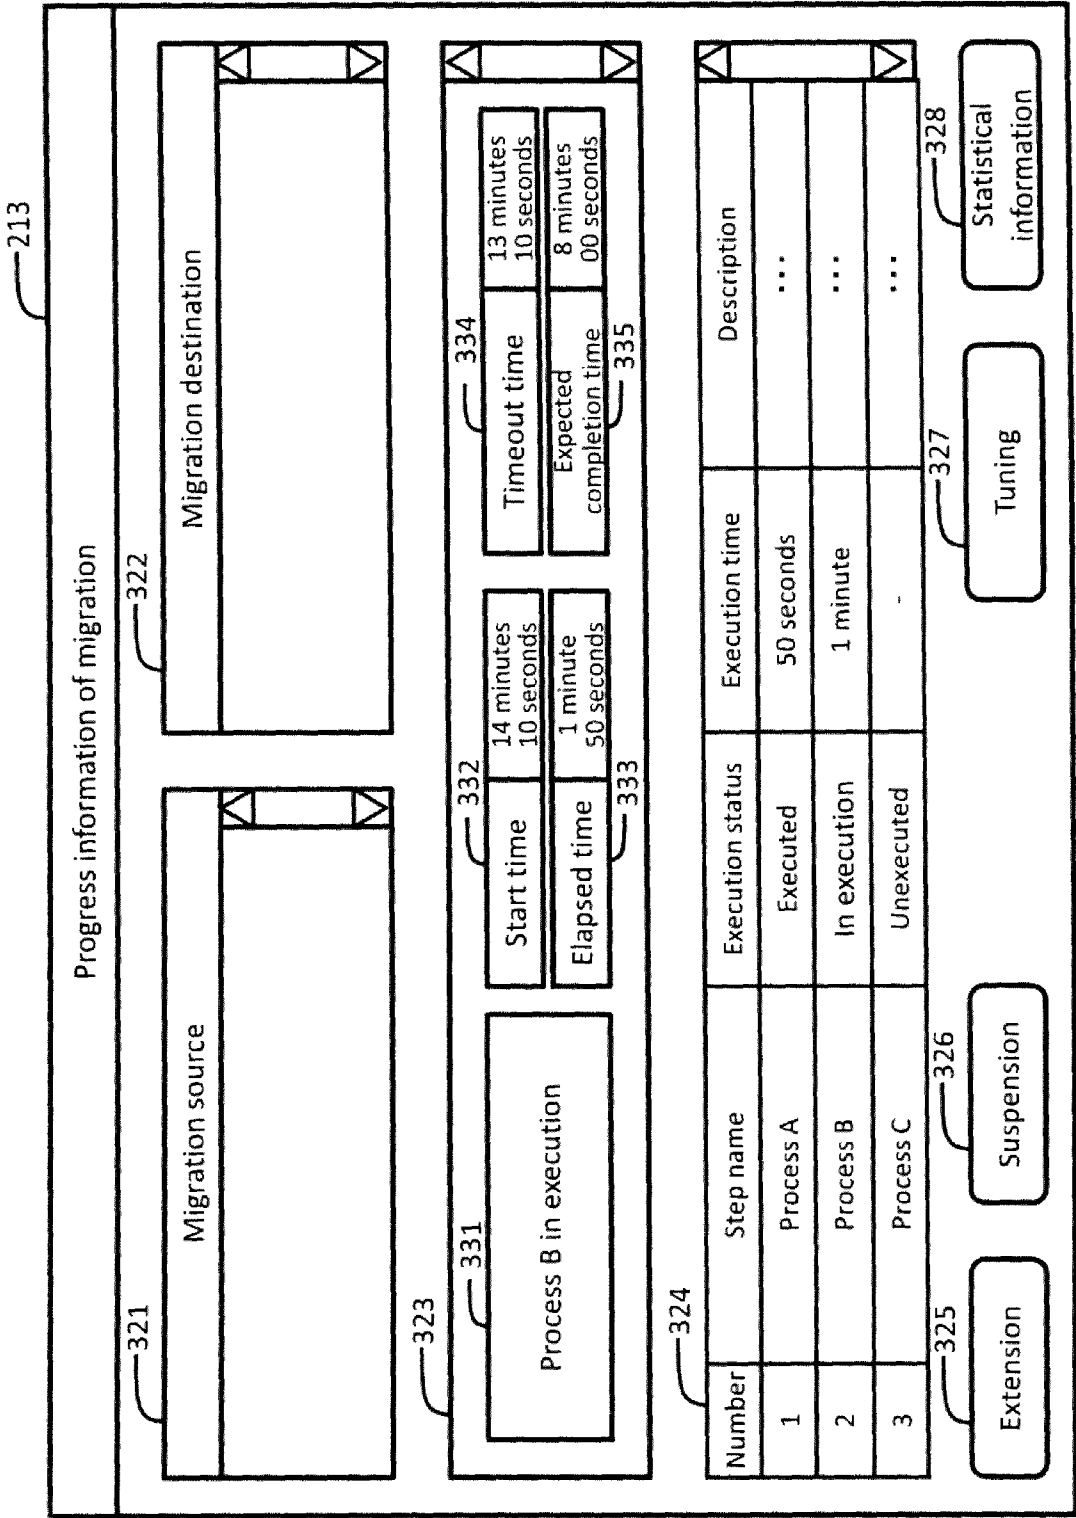 213
Progress information of migration
321
322
Migration source
Migration destination
323
331
Process B in execution
332
Start time
14 minutes
10 seconds
333
Elapsed time
1 minute
50 seconds
334
Timeout time
13 minutes
10 seconds
335
Expected
completion time
8 minutes
00 seconds
324
Number Step name Execution status Execution time Description
1 Process A Executed 50 seconds ...
2 Process B In execution 1 minute ...
3 Process C Unexecuted - ...
325
Extension
326
Suspension
327
Tuning
328
Statistical
information